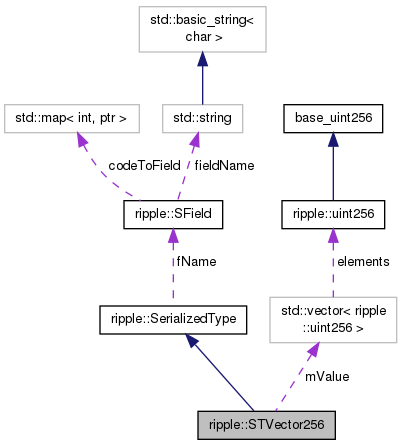 std::basic_string<
char >
std::map< int, ptr >
std::string
base_uint256
codeToField
fieldName
ripple::SField
ripple::uint256
fName
elements
ripple::SerializedType
std::vector< ripple
::uint256 >
mValue
ripple::STVector256